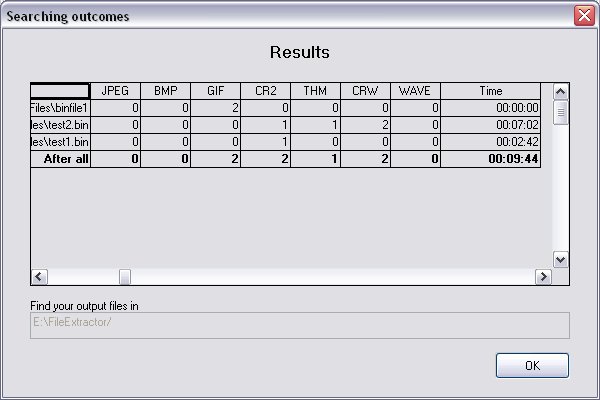 Searching outcomes
Results
JPEG BMP GIF CR2 THM CRW WAVE Time
Files\binfile1 0 0 2 0 0 0 0 00:00:00
les\test2.bin 0 0 0 1 1 2 0 00:07:02
les\test1.bin 0 0 0 1 0 0 0 00:02:42
After all 0 0 2 2 1 2 0 00:09:44
Find your output files in
E:\FileExtractor/
OK